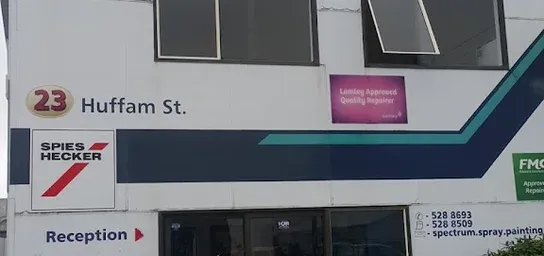 23 Huffam St.
Lumley Approved
Quality Repairer
SPIES
HECKER
FMG
Approved
Repair
Reception
- 528 8693
- 528 8509
- spectrum.spray.painting